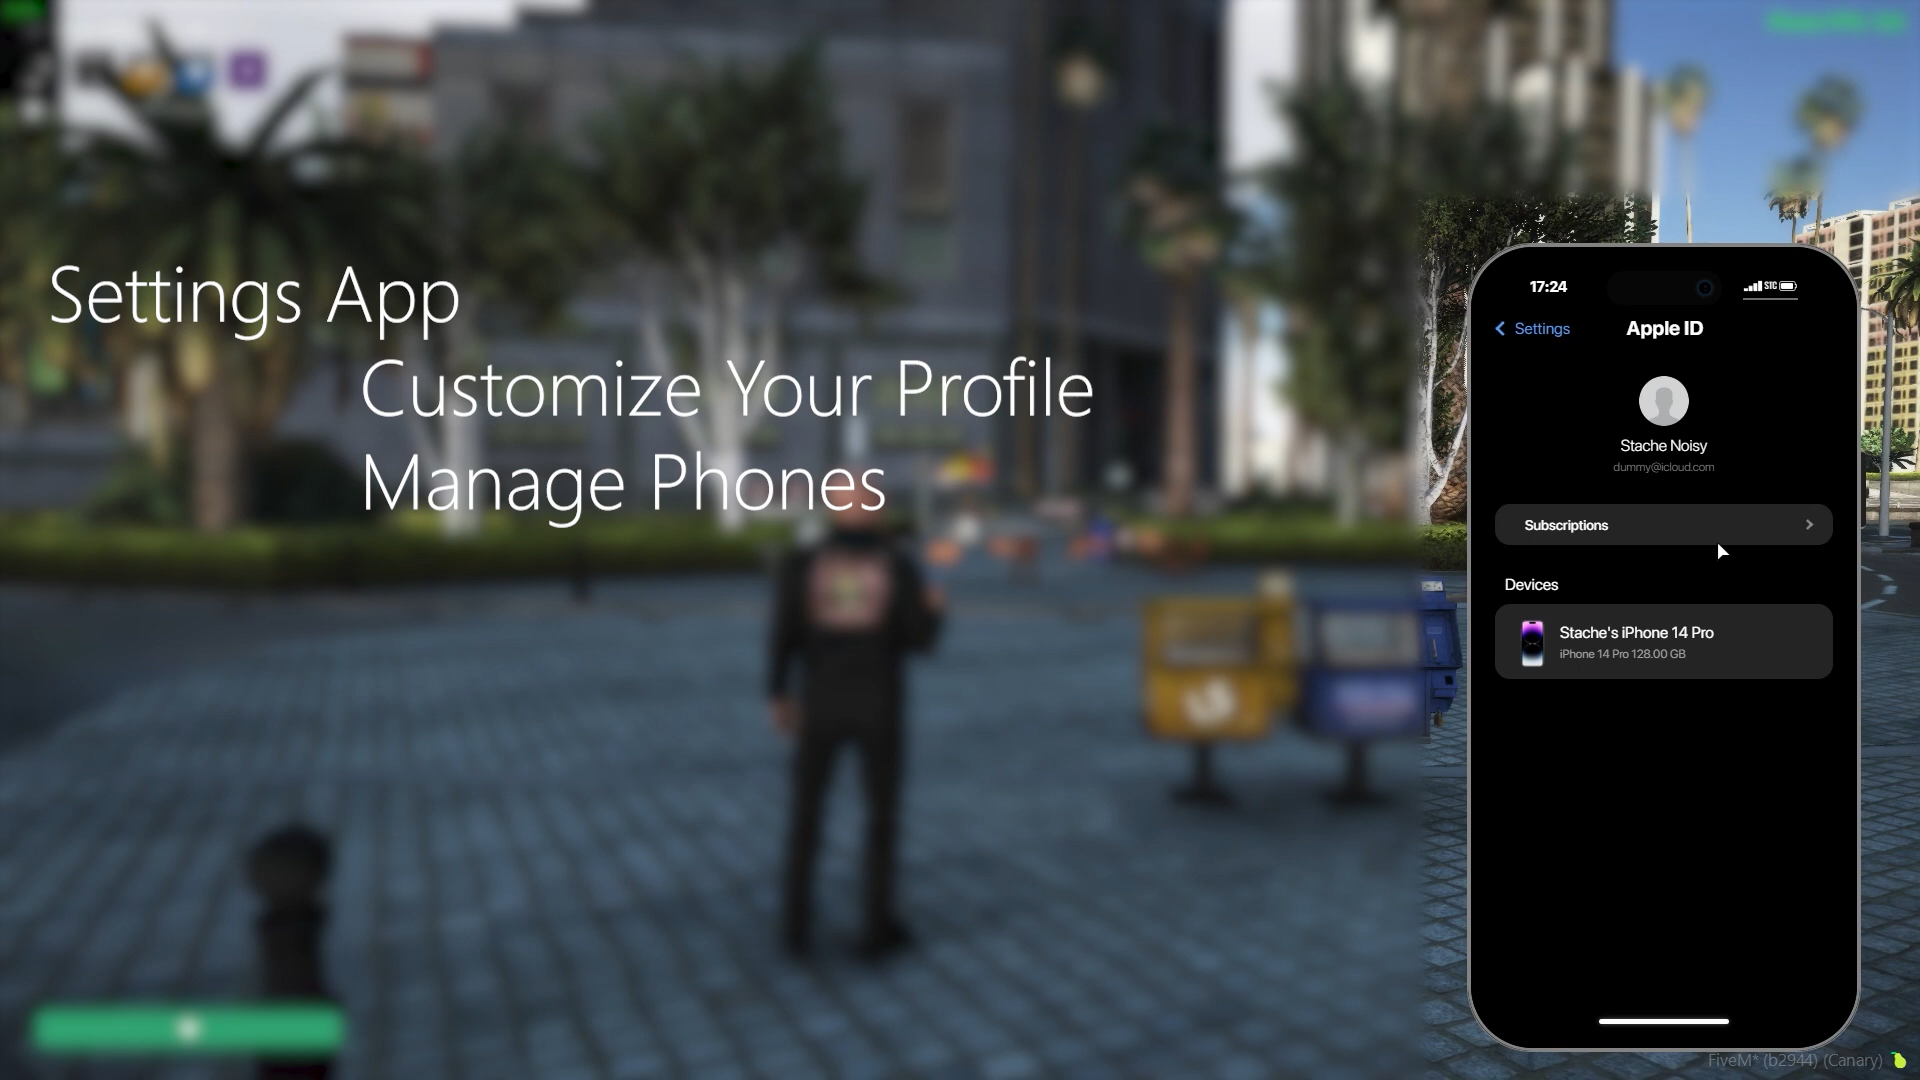 Settings App
Customize Your Profile
Manage Phones
17:24
STC
Settings
Apple ID
Stache Noisy
dummy@icloud.com
Subscriptions
Devices
Stache's iPhone 14 Pro
iPhone 14 Pro 128.00 GB
FiveM* (b2944) (Canary)